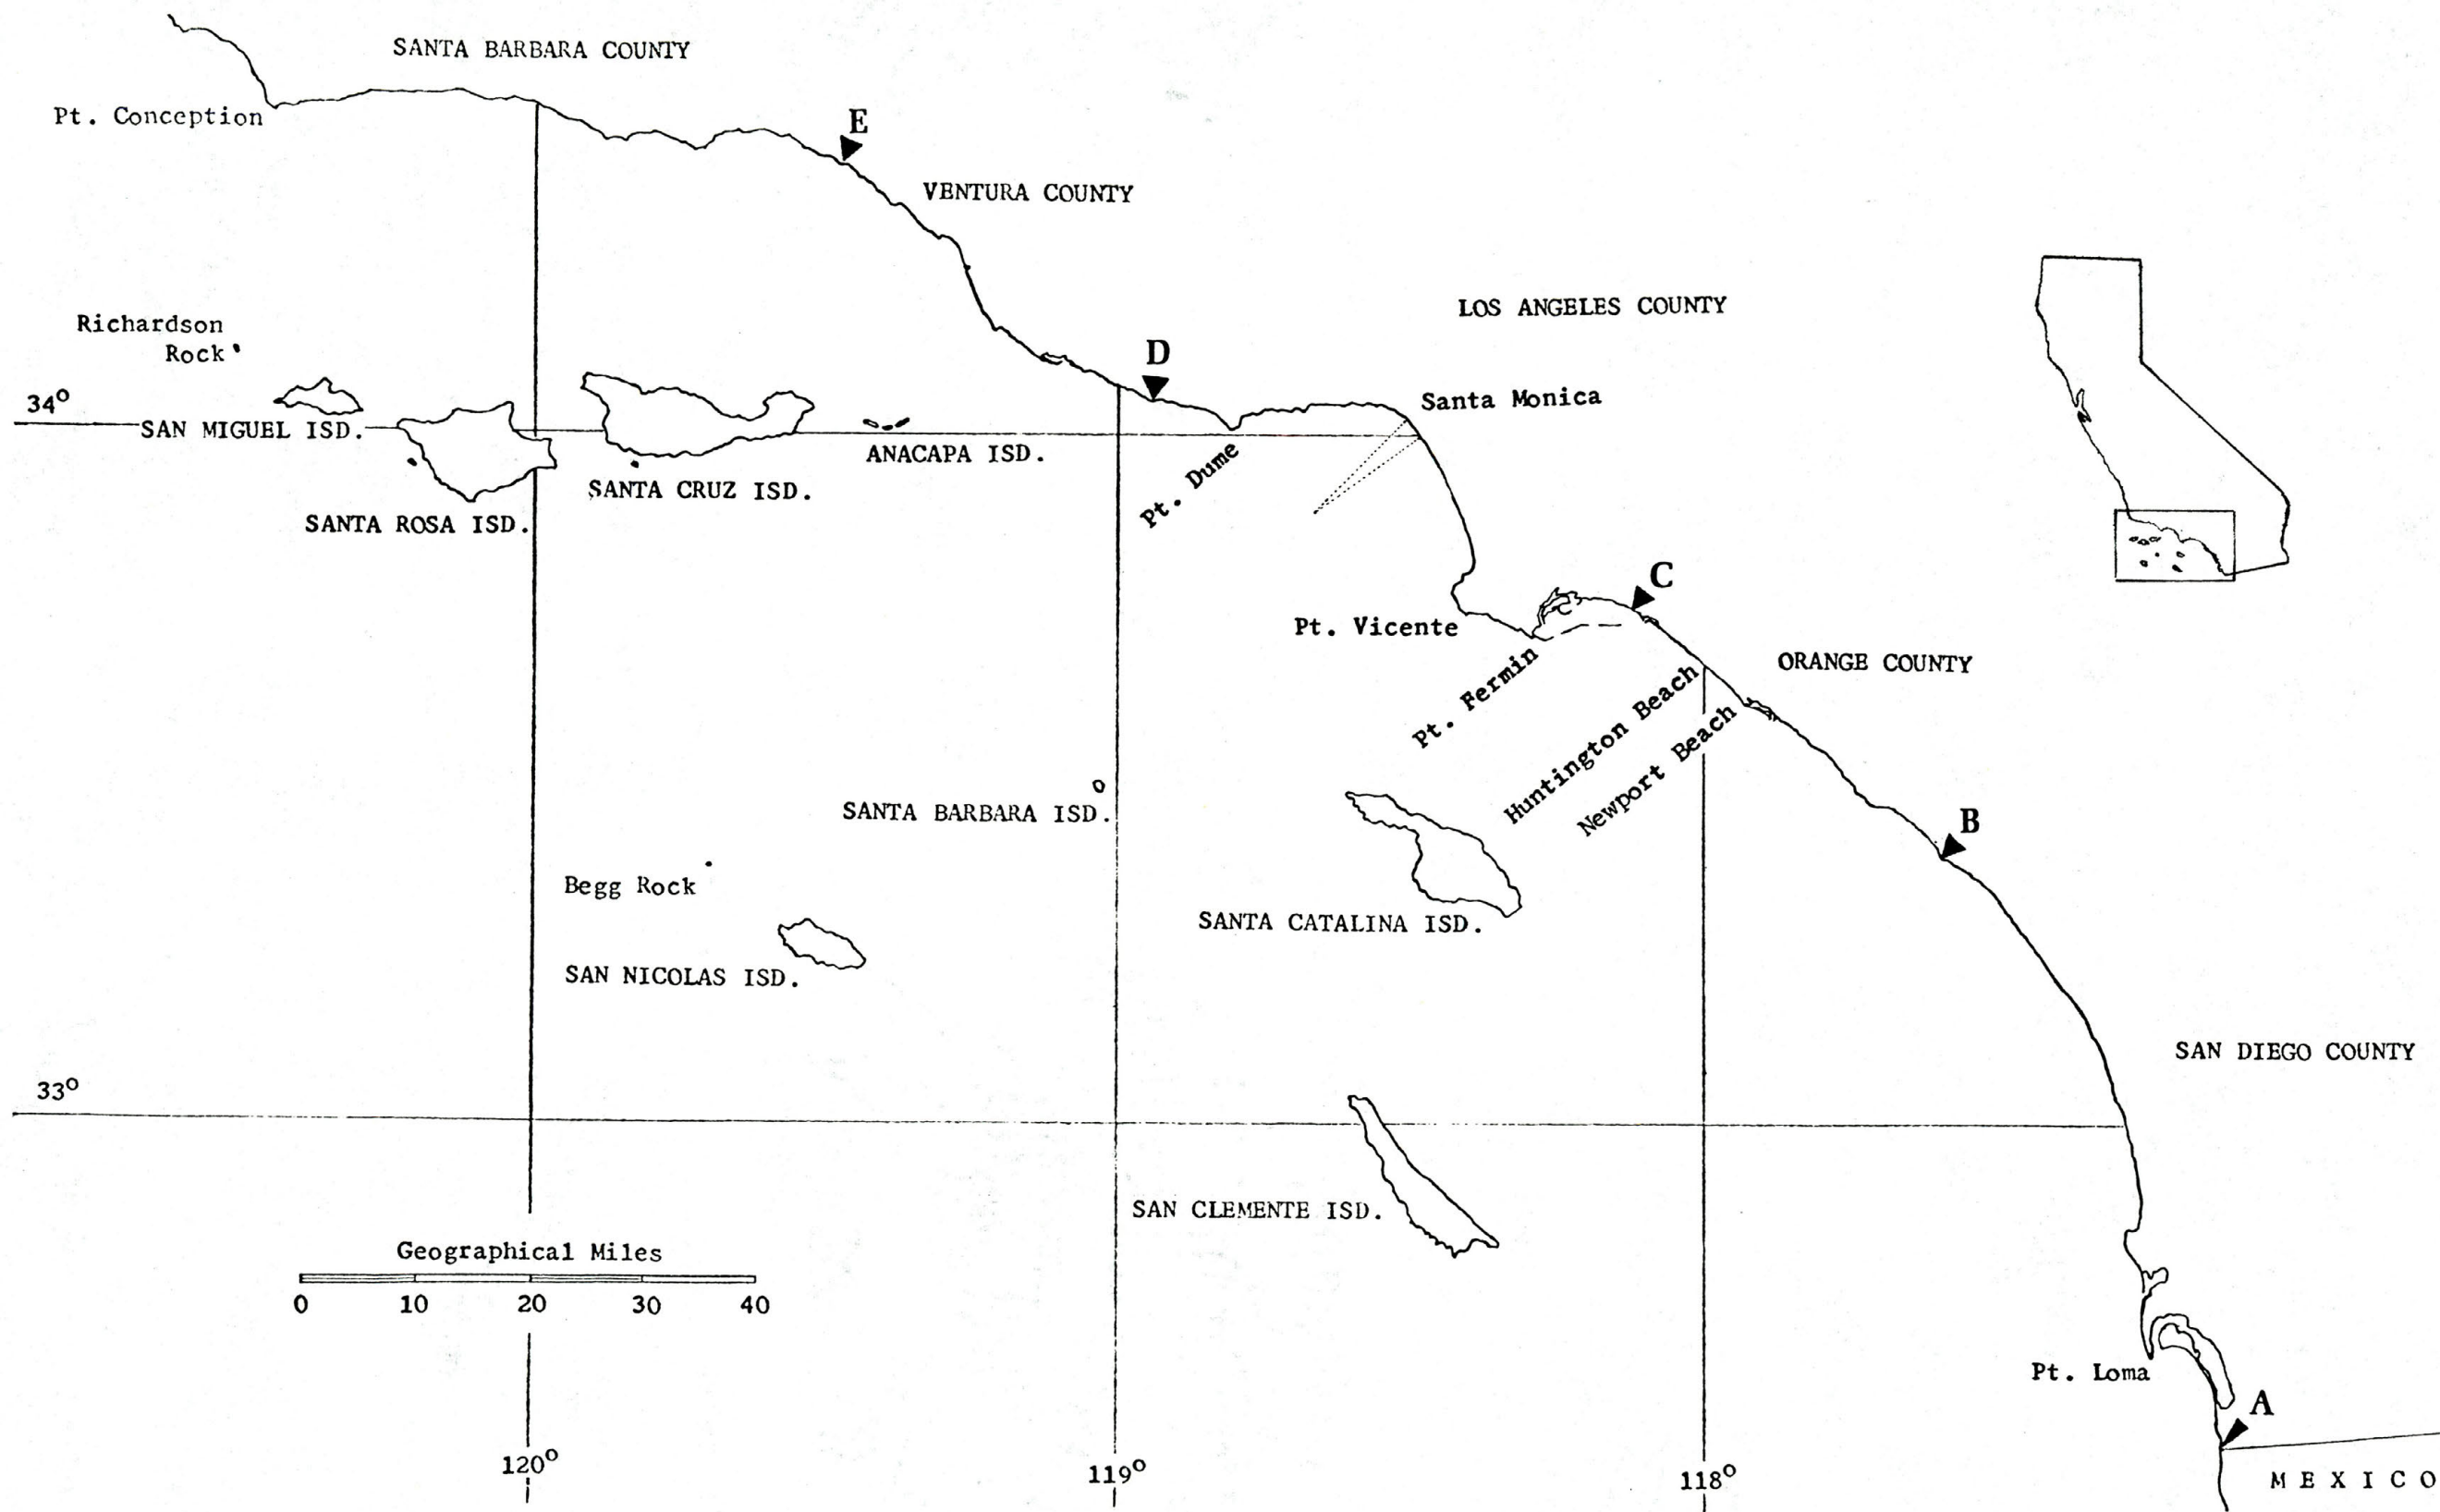 SANTA BARBARA COUNTY
Pt. Conception
E
VENTURA COUNTY
LOS ANGELES COUNTY
Richardson
Rock
D
Santa Monica
34°
SAN MIGUEL ISD.
ANACAPA ISD.
Pt. Dume
SANTA CRUZ ISD.
SANTA ROSA ISD.
C
Pt. Vicente
ORANGE COUNTY
Pt. Fermin
Huntington Beach
Newport Beach
SANTA BARBARA ISD.
B
Begg Rock
SANTA CATALINA ISD.
SAN NICOLAS ISD.
SAN DIEGO COUNTY
33°
SAN CLEMENTE ISD.
Geographical Miles
0 10 20 30 40
Pt. Loma
A
120°
119°
118°
MEXICO